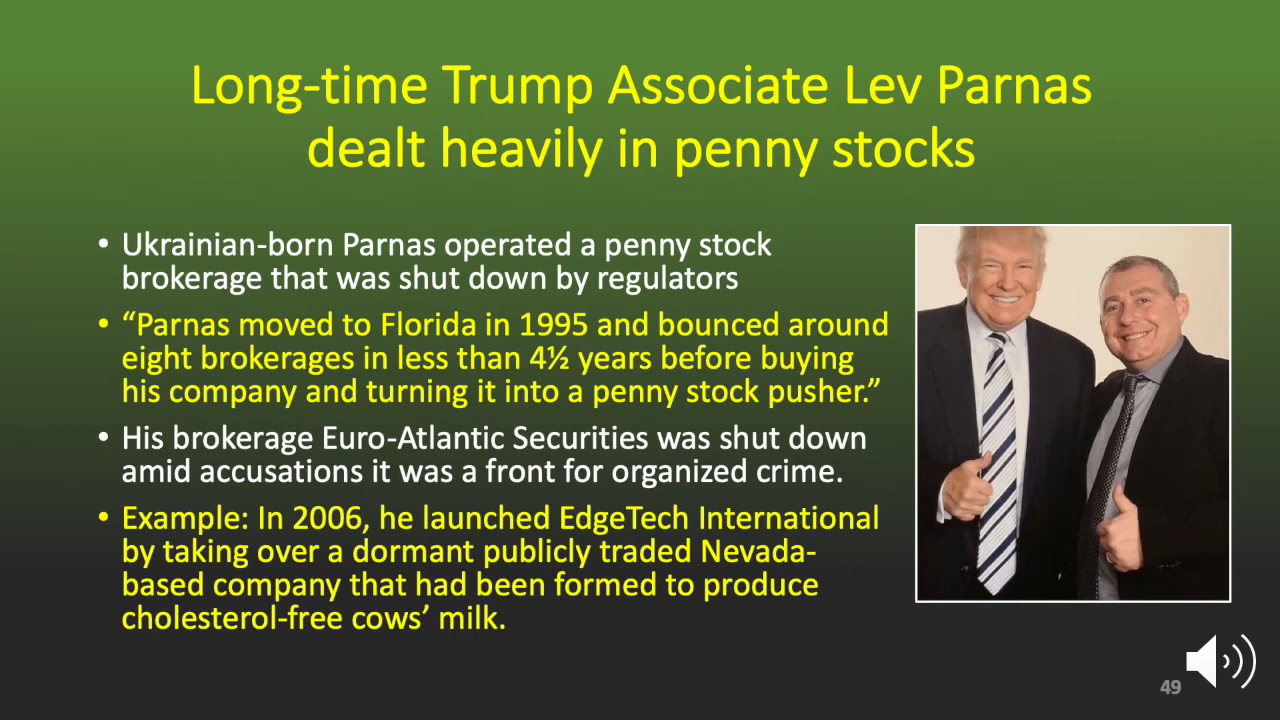 Long-time Trump Associate Lev Parnas
dealt heavily in penny stocks
• Ukrainian-born Parnas operated a penny stock
brokerage that was shut down by regulators
• “Parnas moved to Florida in 1995 and bounced around
eight brokerages in less than 4½ years before buying
his company and turning it into a penny stock pusher.”
• His brokerage Euro-Atlantic Securities was shut down
amid accusations it was a front for organized crime.
• Example: In 2006, he launched EdgeTech International
by taking over a dormant publicly traded Nevada-
based company that had been formed to produce
cholesterol-free cows’ milk.
49